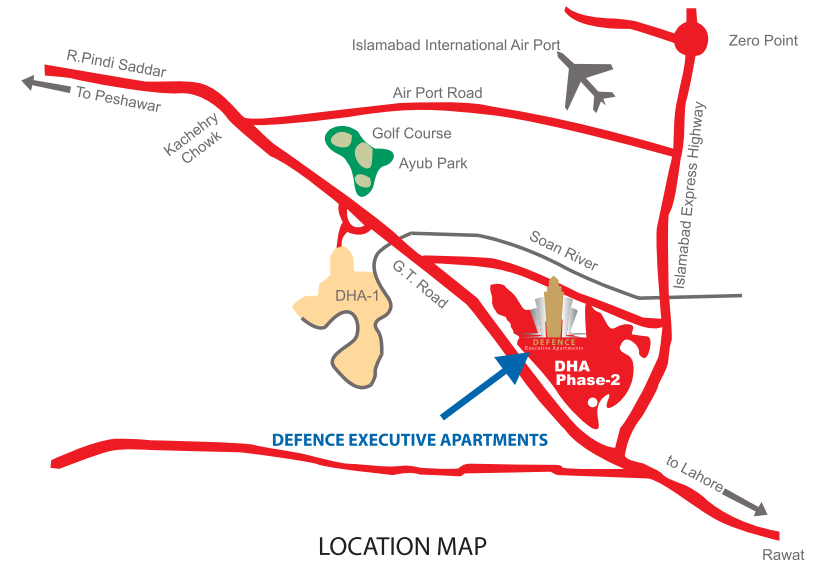 Islamabad International Air Port
Zero Point
R.Pindi Saddar
To Peshawar
Air Port Road
Kachehry
Chowk
Golf Course
Ayub Park
Islamabad Express Highway
Soan River
G.T. Road
DHA-1
DEFENCE
Executive Apartments
DHA
Phase-2
DEFENCE EXECUTIVE APARTMENTS
to Lahore
LOCATION MAP
Rawat